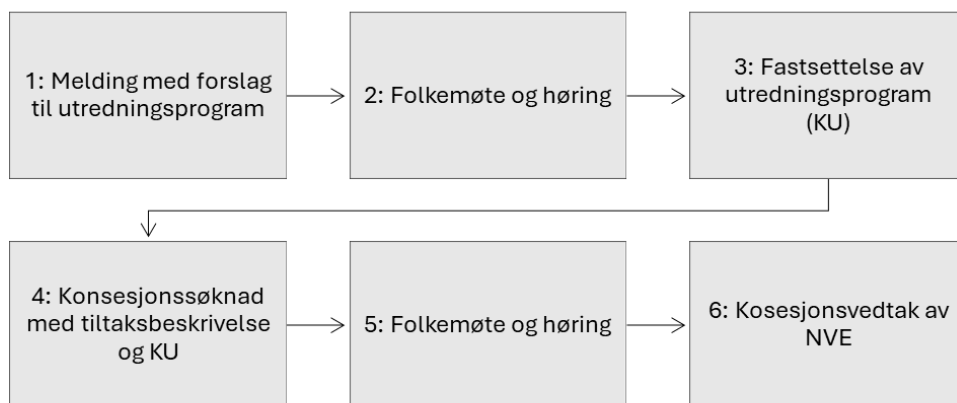 1: Melding med forslag
til utredningsprogram
2: Folkemøte og høring
3: Fastsettelse av
utredningsprogram
(KU)
4: Konsesjonssøknad
med tiltaksbeskrivelse
og KU
5: Folkemøte og høring
6: Kosesjonsvedtak av
NVE